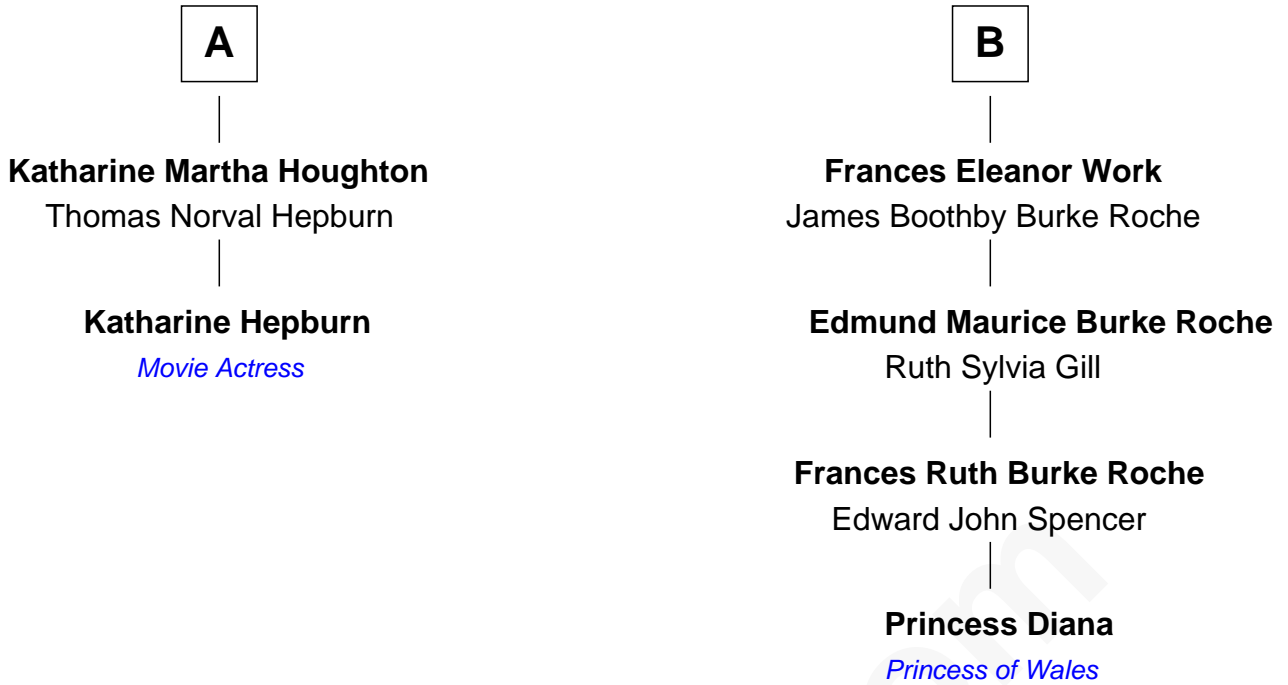 A
Katharine Martha Houghton
Thomas Norval Hepburn
Katharine Hepburn
Movie Actress
B
Frances Eleanor Work
James Boothby Burke Roche
Edmund Maurice Burke Roche
Ruth Sylvia Gill
Frances Ruth Burke Roche
Edward John Spencer
Princess Diana
Princess of Wales